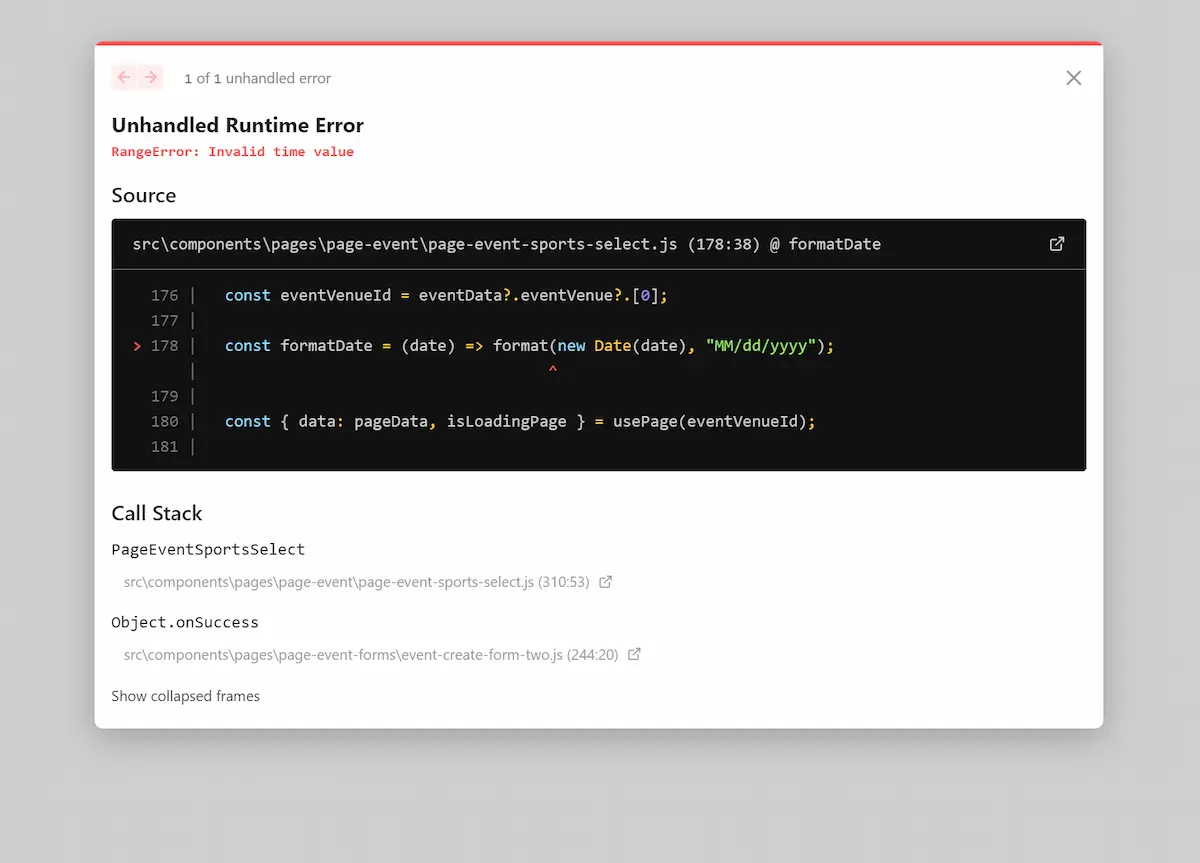 1 of 1 unhandled error
Unhandled Runtime Error
RangeError: Invalid time value
Source
src\components\pages\page-event\page-event-sports-select.js (178:38) @ formatDate
176 |   const eventVenueId = eventData?.eventVenue?.[0];
177 |
> 178 |   const formatDate = (date) => format(new Date(date), "MM/dd/yyyy");
|                                      ^
179 |
180 |   const { data: pageData, isLoadingPage } = usePage(eventVenueId);
181 |
Call Stack
PageEventSportsSelect
src\components\pages\page-event\page-event-sports-select.js (310:53)
Object.onSuccess
src\components\pages\page-event-forms\event-create-form-two.js (244:20)
Show collapsed frames